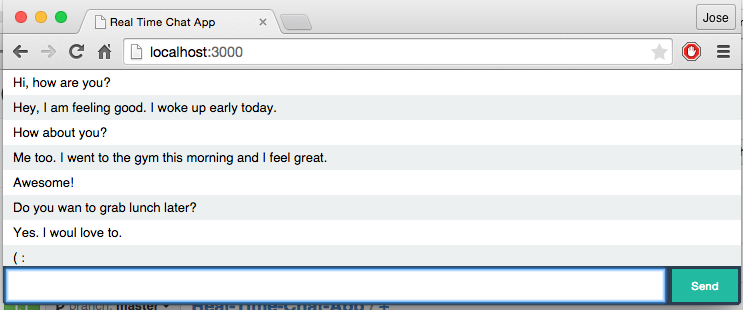 Real Time Chat App
Jose
localhost:3000
Hi, how are you?
Hey, I am feeling good. I woke up early today.
How about you?
Me too. I went to the gym this morning and I feel great.
Awesome!
Do you wan to grab lunch later?
Yes. I woul love to.
( :
Send
branch: master
Real-Time-Chat-App / +